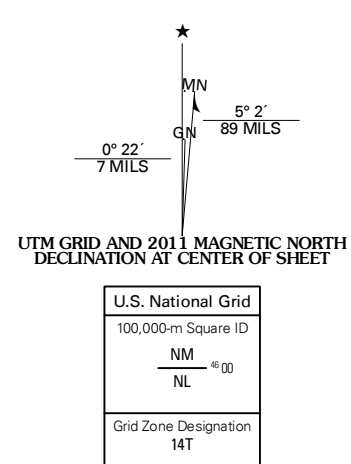 ★
MN
5° 2´
89 MILS
GN
0° 22´
7 MILS
UTM GRID AND 2011 MAGNETIC NORTH
DECLINATION AT CENTER OF SHEET
U.S. National Grid
100,000-m Square ID
NM
46 00
NL
Grid Zone Designation
14T